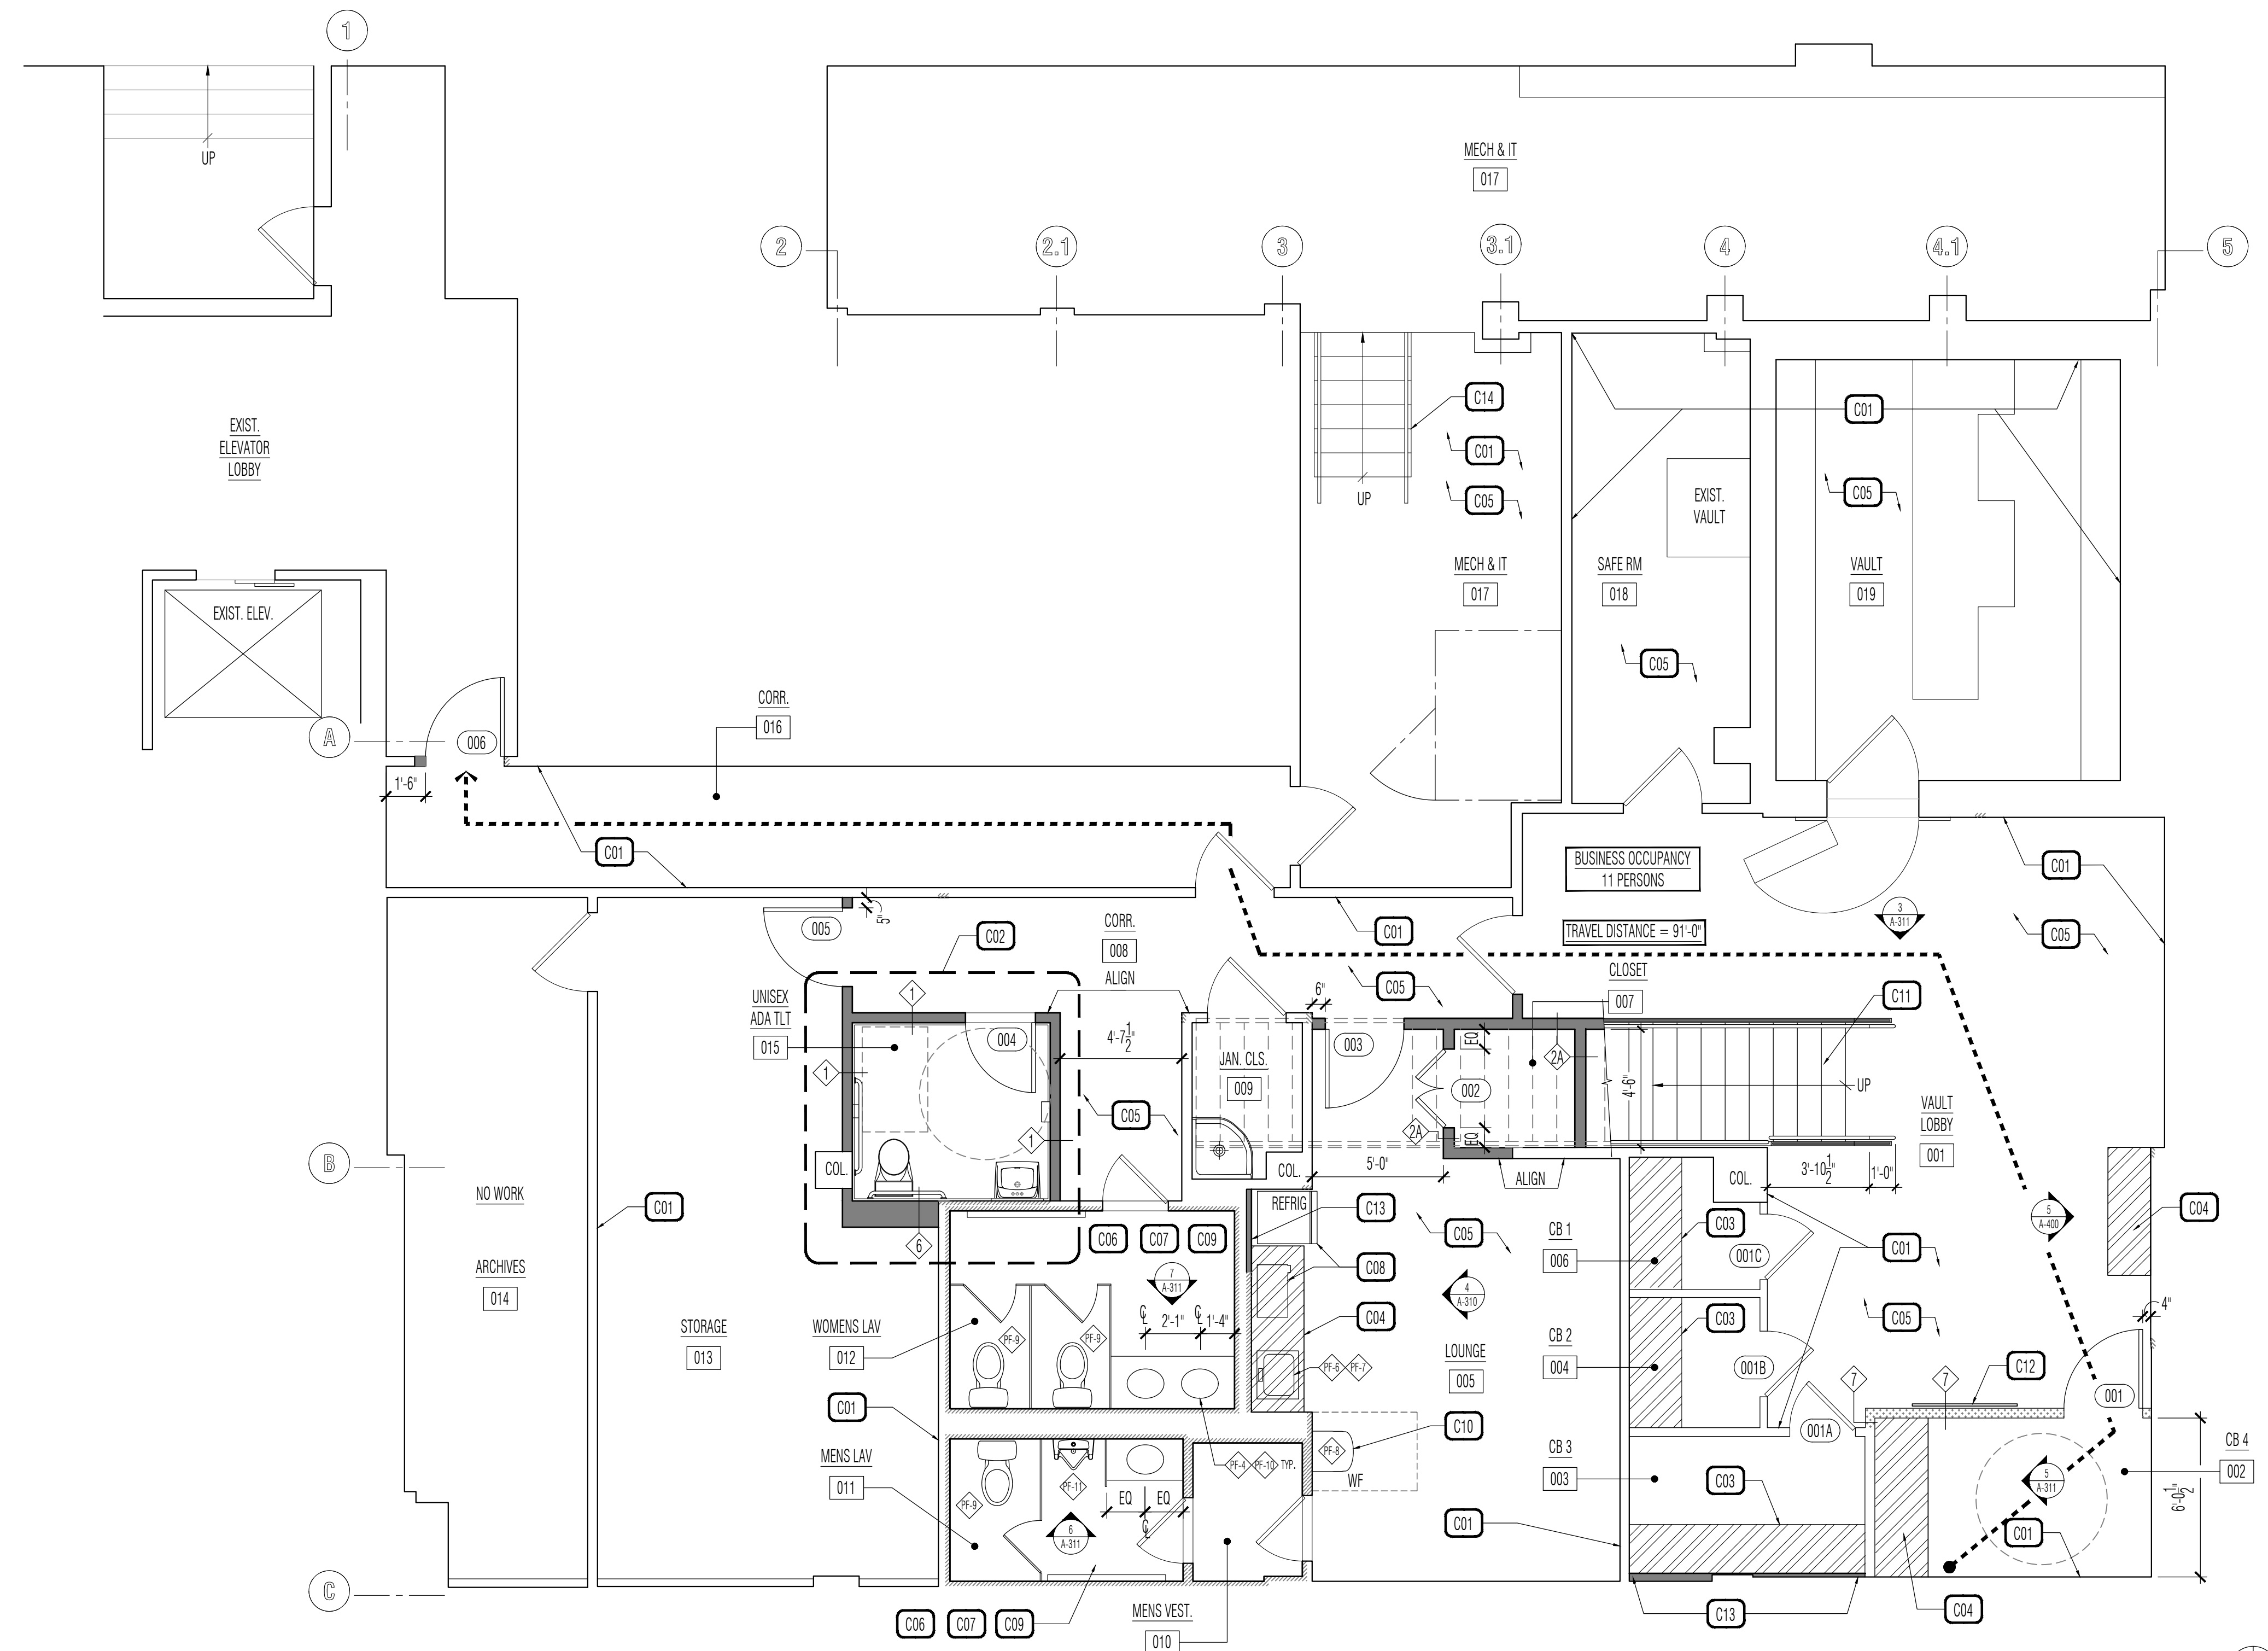 1
UP
MECH & IT
017
2
2.1
3
3.1
4
4.1
5
EXIST.
ELEVATOR
LOBBY
C14
C01
C05
UP
C01
EXIST.
VAULT
C05
MECH & IT
017
SAFE RM
018
VAULT
019
EXIST. ELEV.
C05
CORR.
016
A
006
1'-6"
C01
BUSINESS OCCUPANCY
11 PERSONS
C01
3
A-311
C05
TRAVEL DISTANCE = 91'-0"
5"
005
C02
CORR.
008
ALIGN
C01
C05
6"
CLOSET
007
C11
UNISEX
ADA TLT
015
1
1
1
004
4'-7 1/2"
JAN. CLS.
009
003
EQ
002
EQ
2A
2A
4'-6"
UP
VAULT
LOBBY
001
C05
B
COL.
COL.
5'-0"
ALIGN
COL.
3'-10 1/2"
1'-0"
NO WORK
C01
REFRIG
C13
C05
CB 1
006
C03
001C
C01
5
A-400
C04
6
C06
C07
C09
7
A-311
C08
4
A-310
ARCHIVES
014
STORAGE
013
WOMENS LAV
012
PF-9
PF-9
℄
2'-1"
℄
1'-4"
C04
LOUNGE
005
CB 2
004
C03
001B
C05
4"
PF-6
PF-7
7
7
C12
001
C01
C10
PF-8
WF
001A
CB 4
002
MENS LAV
011
PF-9
PF-11
EQ
EQ
℄
PF-4
PF-10
TYP.
CB 3
003
C03
5
A-311
6'-0 1/2"
6
A-311
C01
C01
C
C06
C07
C09
MENS VEST.
010
C13
C04